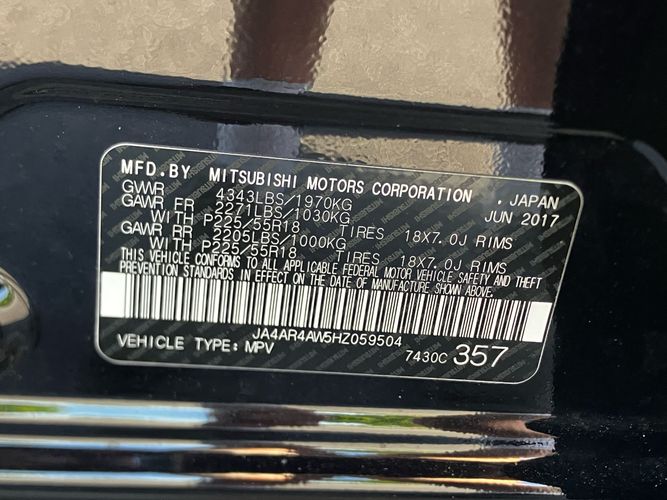 MFD.BY MITSUBISHI MOTORS CORPORATION , JAPAN
GVWR 4343LBS/1970KG JUN 2017
GAWR FR 2271LBS/1030KG
WITH P225/55R18 TIRES 18X7.0J RIMS
GAWR RR 2205LBS/1000KG
WITH P225/55R18 TIRES 18X7.0J RIMS
THIS VEHICLE CONFORMS TO ALL APPLICABLE FEDERAL MOTOR VEHICLE SAFETY AND THEFT
PREVENTION STANDARDS IN EFFECT ON THE DATE OF MANUFACTURE SHOWN ABOVE.
JA4AR4AW5HZ059504
VEHICLE TYPE: MPV 7430C 357